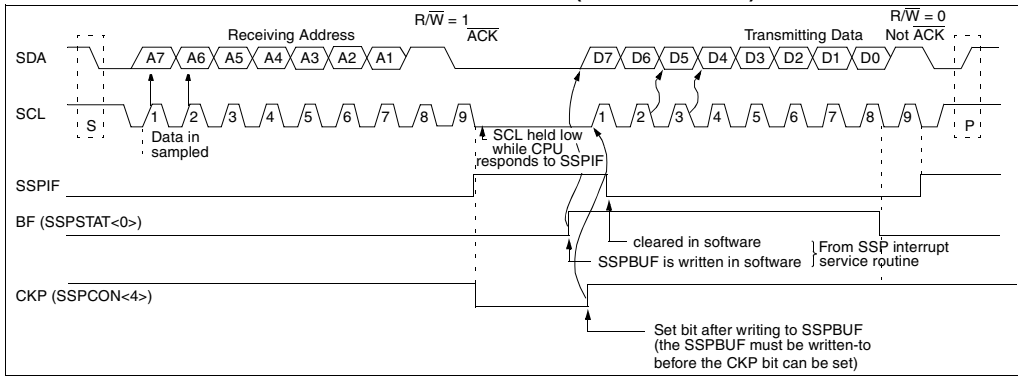 R/W = 1
ACK
R/W = 0
Not ACK
Receiving Address
Transmitting Data
SDA
A7 A6 A5 A4 A3 A2 A1
D7 D6 D5 D4 D3 D2 D1 D0
SCL
S
1 2 3 4 5 6 7 8 9
1 2 3 4 5 6 7 8 9
P
Data in
sampled
SCL held low
while CPU
responds to SSPIF
SSPIF
BF (SSPSTAT<0>)
cleared in software
SSPBUF is written in software
From SSP interrupt
service routine
CKP (SSPCON<4>)
Set bit after writing to SSPBUF
(the SSPBUF must be written-to
before the CKP bit can be set)